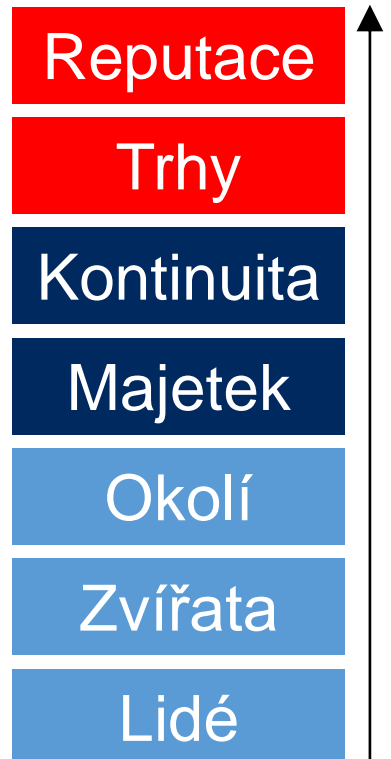 Reputace
Trhy
Kontinuita
Majetek
Okolí
Zvířata
Lidé